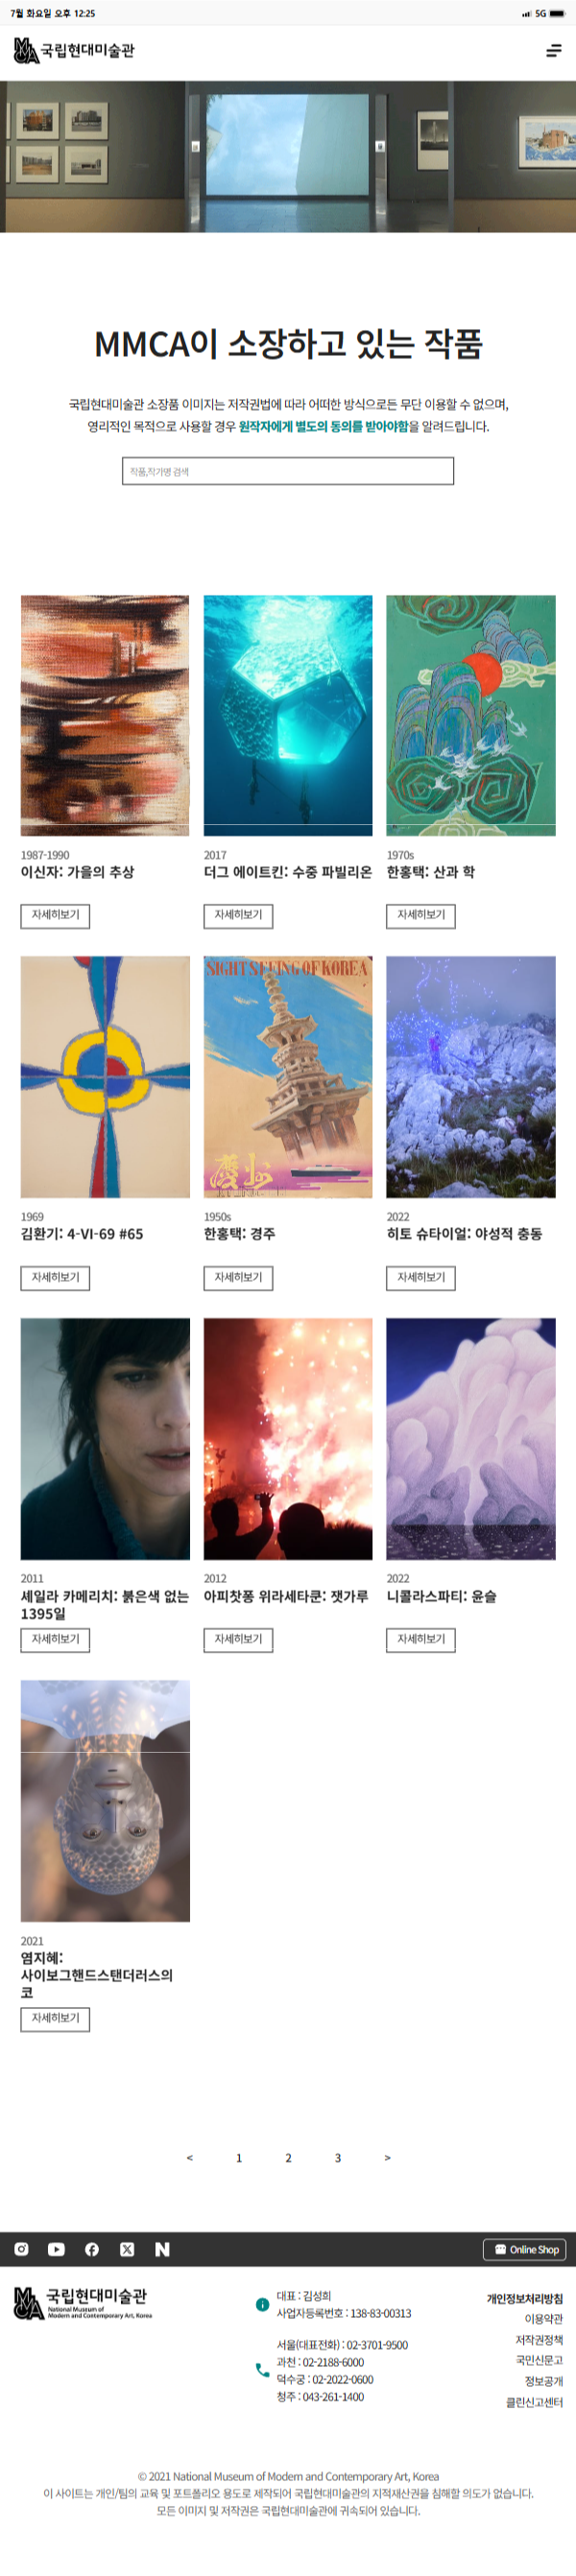 7월 화요일 오후 12:25
5G
국립현대미술관
MMCA이 소장하고 있는 작품
국립현대미술관 소장품 이미지는 저작권법에 따라 어떠한 방식으로든 무단 이용할 수 없으며,
영리적인 목적으로 사용할 경우 원작자에게 별도의 동의를 받아야함을 알려드립니다.
작품,작가명 검색
1987-1990
이신자: 가을의 추상
자세히보기
2017
더그 에이트킨: 수중 파빌리온
자세히보기
1970s
한홍택: 산과 학
자세히보기
SIGHTSEEING OF KOREA
慶州
1969
김환기: 4-VI-69 #65
자세히보기
1950s
한홍택: 경주
자세히보기
2022
히토 슈타이얼: 야성적 충동
자세히보기
2011
셰일라 카메리치: 붉은색 없는
1395일
자세히보기
2012
아피찻퐁 위라세타쿤: 잿가루
자세히보기
2022
니콜라스파티: 윤슬
자세히보기
2021
염지혜:
사이보그핸드스탠더러스의
코
자세히보기
< 1 2 3 >
Online Shop
국립현대미술관
National Museum of
Modern and Contemporary Art, Korea
대표 : 김성희
사업자등록번호 : 138-83-00313
서울(대표전화) : 02-3701-9500
과천 : 02-2188-6000
덕수궁 : 02-2022-0600
청주 : 043-261-1400
개인정보처리방침
이용약관
저작권정책
국민신문고
정보공개
클린신고센터
© 2021 National Museum of Modern and Contemporary Art, Korea
이 사이트는 개인/팀의 교육 및 포트폴리오 용도로 제작되어 국립현대미술관의 지적재산권을 침해할 의도가 없습니다.
모든 이미지 및 저작권은 국립현대미술관에 귀속되어 있습니다.